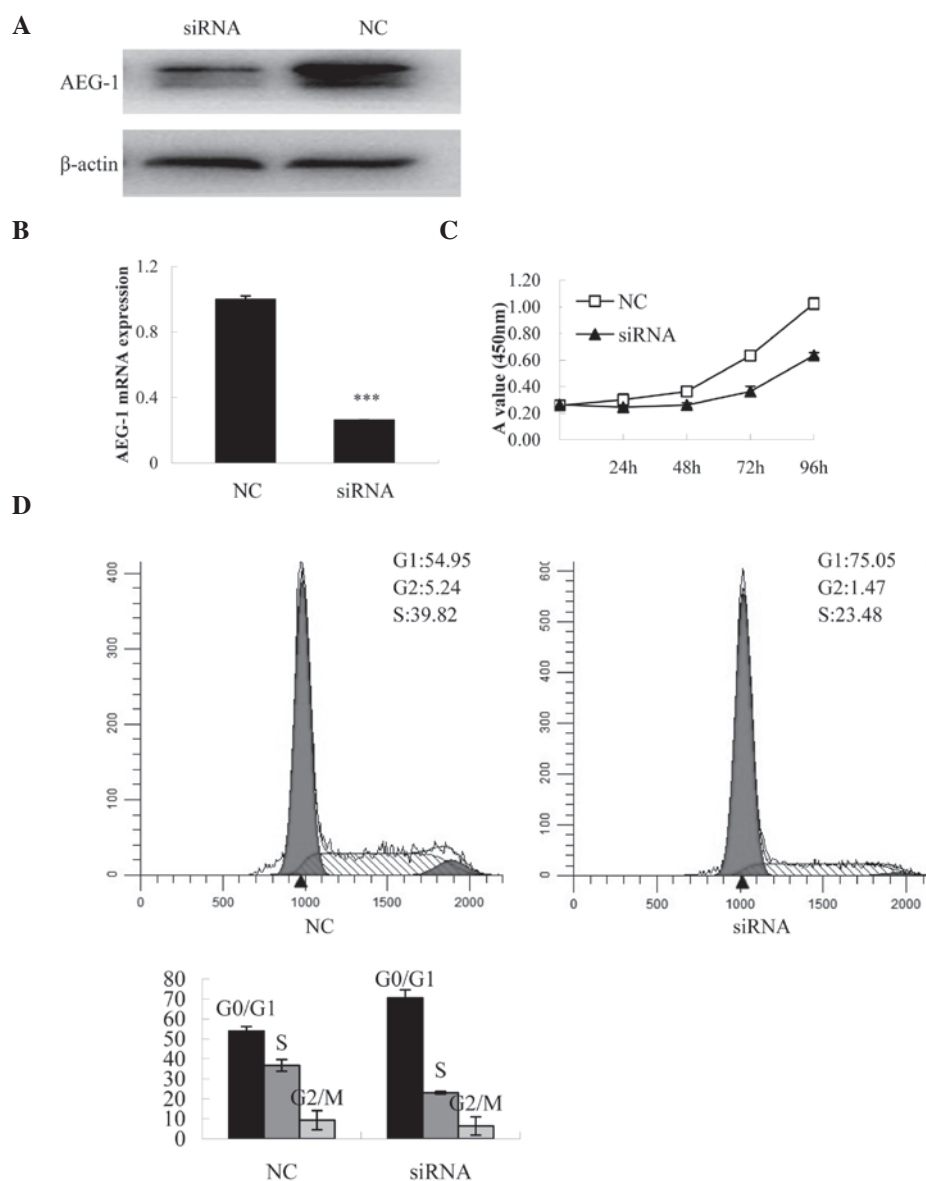 A
siRNA NC
AEG-1
β-actin
B
AEG-1 mRNA expression
1.2
0.8
0.4
0
***
NC siRNA
C
A value (450nm)
1.20
1.00
0.80
0.60
0.40
0.20
0.00
NC
siRNA
24h 48h 72h 96h
D
G1:54.95
G2:5.24
S:39.82
400
300
200
100
0
0 500 1000 1500 2000
NC
G1:75.05
G2:1.47
S:23.48
600
500
400
300
200
100
0
0 500 1000 1500 2000
siRNA
80
70
60
50
40
30
20
10
0
G0/G1
S
G2/M
G0/G1
S
G2/M
NC siRNA